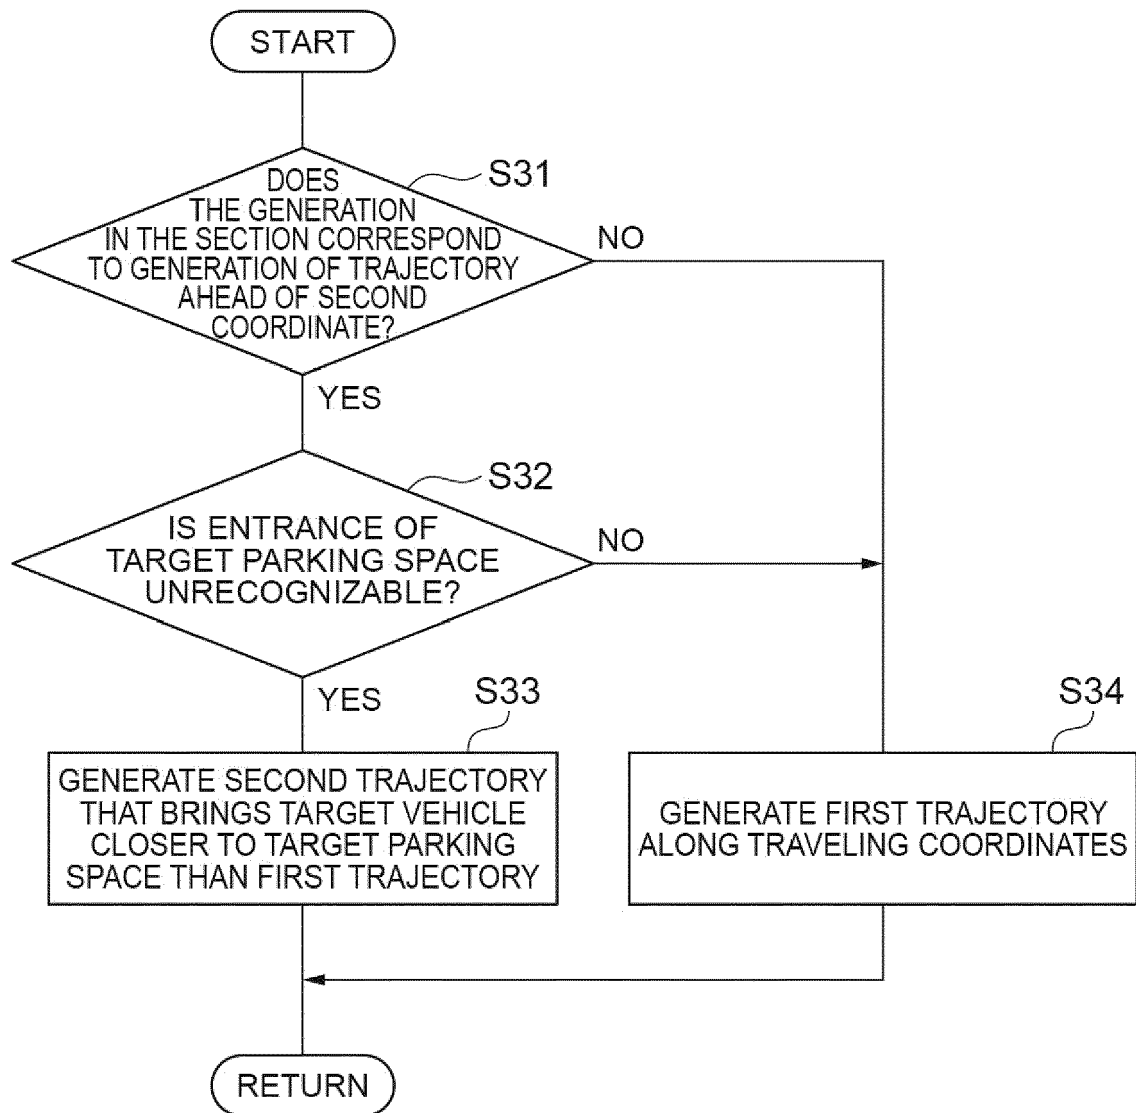 START
S31
DOES
THE GENERATION
IN THE SECTION CORRESPOND
TO GENERATION OF TRAJECTORY
AHEAD OF SECOND
COORDINATE?
NO
YES
S32
IS ENTRANCE OF
TARGET PARKING SPACE
UNRECOGNIZABLE?
NO
YES
S33
GENERATE SECOND TRAJECTORY
THAT BRINGS TARGET VEHICLE
CLOSER TO TARGET PARKING
SPACE THAN FIRST TRAJECTORY
S34
GENERATE FIRST TRAJECTORY
ALONG TRAVELING COORDINATES
RETURN